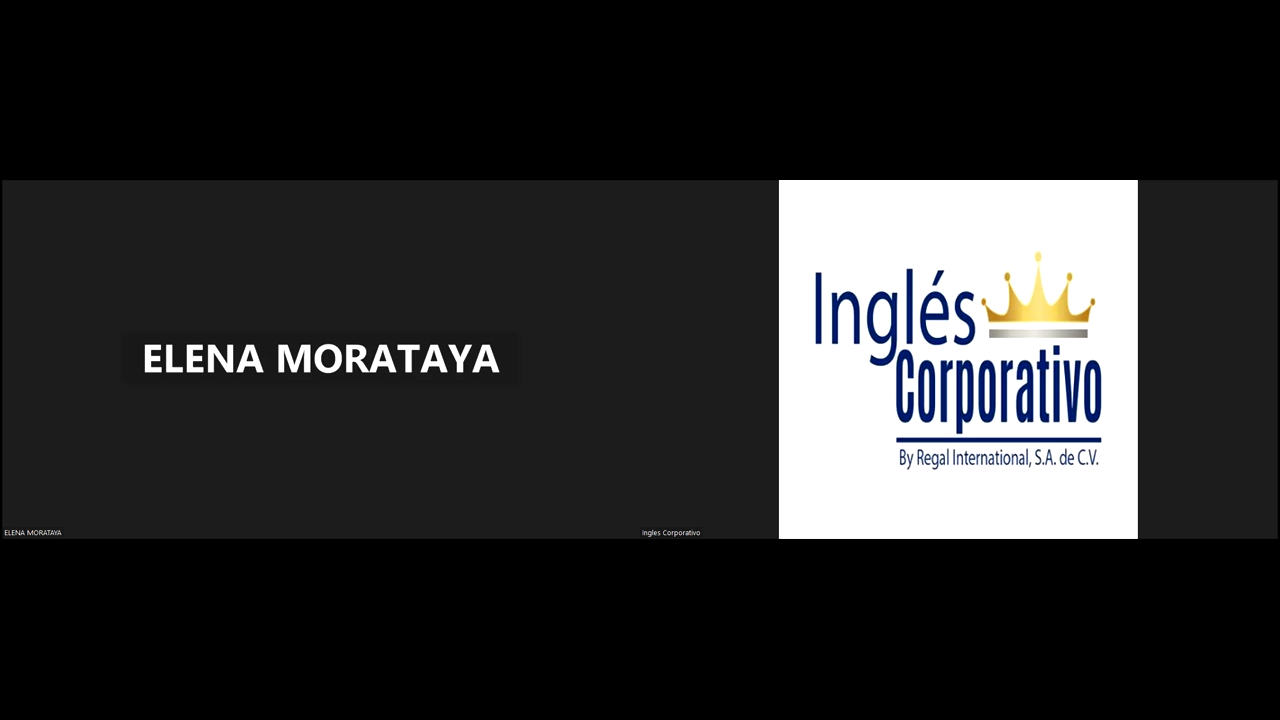 ELENA MORATAYA
ELENA MORATAYA
Inglés
Corporativo
By Regal International, S.A. de C.V.
Ingles Corporativo